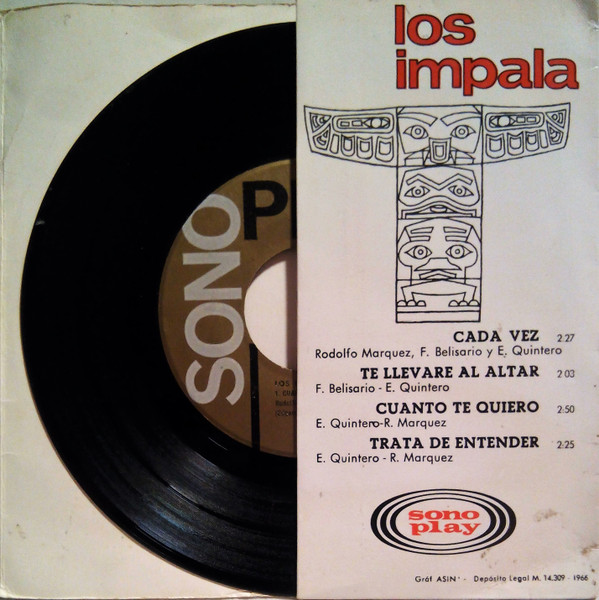 los
impala
CADA VEZ 2:27
Rodolfo Marquez, F. Belisario y E. Quintero
TE LLEVARE AL ALTAR 2 03
F. Belisario - E. Quintero
CUANTO TE QUIERO 2:50
E. Quintero-R. Marquez
TRATA DE ENTENDER 2:25
E. Quintero - R. Marquez
sono
play
Gráf ASIN - Depósito Legal M. 14.309 - 1966
SONO
P
LOS